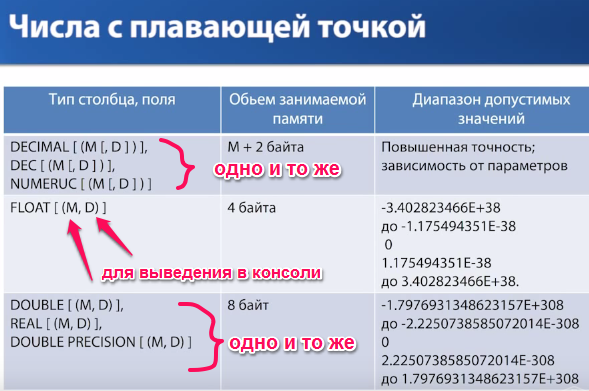 Числа с плавающей точкой
Тип столбца, поля
Обьем занимаемой
памяти
Диапазон допустимых
значений
DECIMAL [ (M [, D ] ) ],
DEC [ ( M [, D ] ) ],
NUMERUC [ ( M [, D ] ) ]
одно и то же
M + 2 байта
Повышенная точность;
зависимость от параметров
FLOAT [ (M, D) ]
для выведения в консоли
4 байта
-3.402823466E+38
до -1.175494351E-38
0
1.175494351E-38
до 3.402823466E+38.
DOUBLE [ (M, D) ],
REAL [ (M, D) ],
DOUBLE PRECISION [ (M, D) ]
одно и то же
8 байт
-1.7976931348623157E+308
до -2.2250738585072014E-308
0
2.2250738585072014E-308
до 1.7976931348623157E+308